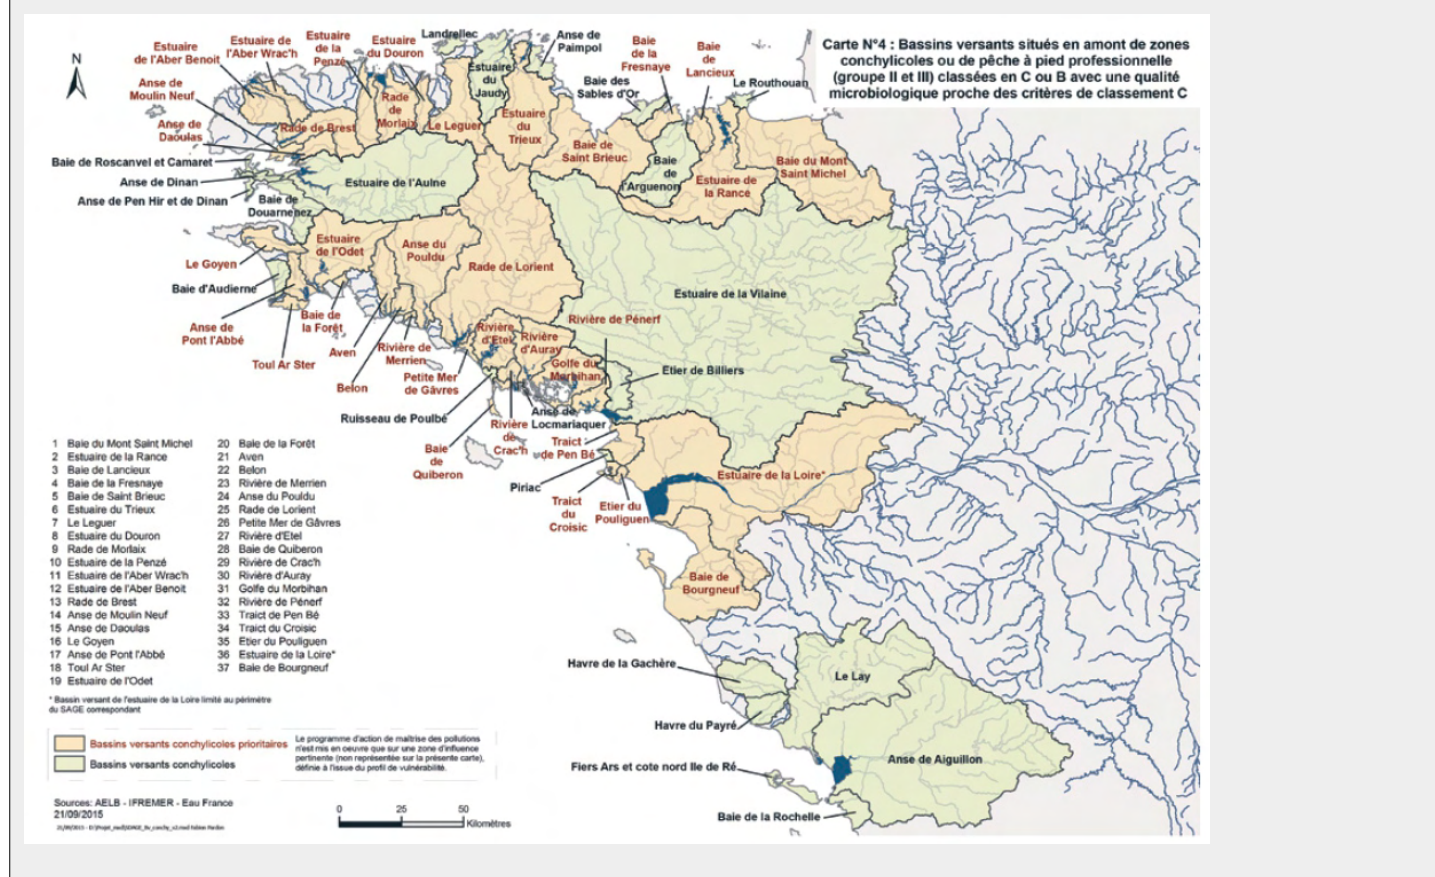 Carte N°4 : Bassins versants situés en amont de zones
conchylicoles ou de pêche à pied professionnelle
(groupe II et III) classées en C ou B avec une qualité
microbiologique proche des critères de classement C
N
Estuaire
de l'Aber Benoit
Estuaire de
l'Aber Wrac'h
Estuaire
de la
Penzé
Estuaire
du Douron
Landrellec
Anse de
Paimpol
Baie
de la
Fresnaye
Baie
de
Lancieux
Le Routhouan
Baie des
Sables d'Or
Anse de
Moulin Neuf
Estuaire
du
Jaudy
Rade
de
Morlaix
Le Leguer
Estuaire
du
Trieux
Anse de
Daoulas
Rade de Brest
Baie de
Saint Brieuc
Baie
de
l'Arguenon
Estuaire de
la Rance
Baie du Mont
Saint Michel
Baie de Roscanvel et Camaret
Anse de Dinan
Anse de Pen Hir et de Dinan
Estuaire de l'Aulne
Baie de
Douarnenez
Estuaire
de l'Odet
Anse du
Pouldu
Rade de Lorient
Le Goyen
Baie d'Audierne
Estuaire de la Vilaine
Anse de
Pont l'Abbé
Baie de
la Forêt
Toul Ar Ster
Aven
Belon
Rivière de
Merrien
Petite Mer
de Gâvres
Rivière
d'Etel
Rivière
d'Auray
Rivière de Pénerf
Golfe du
Morbihan
Etier de Billiers
Ruisseau de Poulbé
Anse de
Locmariaquer
Rivière
de
Crac'h
Baie
de
Quiberon
Traict
de Pen Bé
Piriac
Traict
du
Croisic
Etier du
Pouliguen
Estuaire de la Loire*
Baie de
Bourgneuf
Havre de la Gachère
Le Lay
Havre du Payré
Fiers Ars et cote nord Ile de Ré
Anse de Aiguillon
Baie de la Rochelle
1 Baie du Mont Saint Michel
2 Estuaire de la Rance
3 Baie de Lancieux
4 Baie de la Fresnaye
5 Baie de Saint Brieuc
6 Estuaire du Trieux
7 Le Leguer
8 Estuaire du Douron
9 Rade de Morlaix
10 Estuaire de la Penzé
11 Estuaire de l'Aber Wrac'h
12 Estuaire de l'Aber Benoit
13 Rade de Brest
14 Anse de Moulin Neuf
15 Anse de Daoulas
16 Le Goyen
17 Anse de Pont l'Abbé
18 Toul Ar Ster
19 Estuaire de l'Odet
20 Baie de la Forêt
21 Aven
22 Belon
23 Rivière de Merrien
24 Anse du Pouldu
25 Rade de Lorient
26 Petite Mer de Gâvres
27 Rivière d'Etel
28 Baie de Quiberon
29 Rivière de Crac'h
30 Rivière d'Auray
31 Golfe du Morbihan
32 Rivière de Pénerf
33 Traict de Pen Bé
34 Traict du Croisic
35 Etier du Pouliguen
36 Estuaire de la Loire*
37 Baie de Bourgneuf
* Bassin versant de l'estuaire de la Loire limité au périmètre
du SAGE correspondant
Bassins versants conchylicoles prioritaires
Bassins versants conchylicoles
Le programme d'action de maîtrise des pollutions
n'est mis en oeuvre que sur une zone d'influence
pertinente (non représentée sur la présente carte),
définie à l'issue du profil de vulnérabilité.
Sources: AELB - IFREMER - Eau France
21/09/2015
0 25 50
Kilomètres